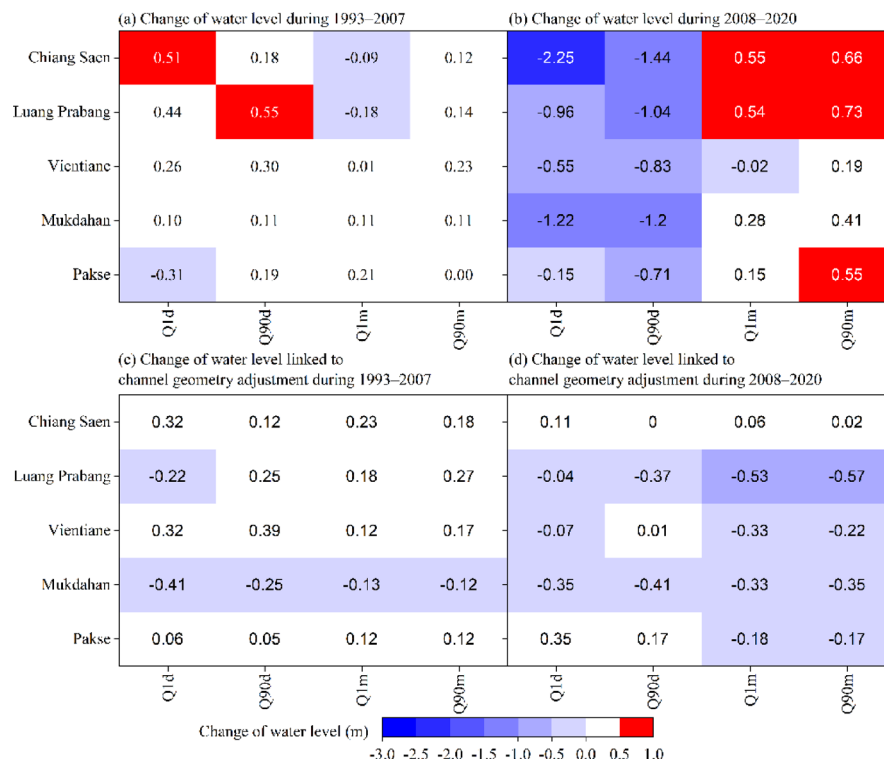 (a) Change of water level during 1993–2007
(b) Change of water level during 2008–2020
Chiang Saen 0.51 0.18 -0.09 0.12 -2.25 -1.44 0.55 0.66
Luang Prabang 0.44 0.55 -0.18 0.14 -0.96 -1.04 0.54 0.73
Vientiane 0.26 0.30 0.01 0.23 -0.55 -0.83 -0.02 0.19
Mukdahan 0.10 0.11 0.11 0.11 -1.22 -1.2 0.28 0.41
Pakse -0.31 0.19 0.21 0.00 -0.15 -0.71 0.15 0.55
Q1d Q90d Q1m Q90m Q1d Q90d Q1m Q90m
(c) Change of water level linked to
channel geometry adjustment during 1993–2007
(d) Change of water level linked to
channel geometry adjustment during 2008–2020
Chiang Saen 0.32 0.12 0.23 0.18 0.11 0 0.06 0.02
Luang Prabang -0.22 0.25 0.18 0.27 -0.04 -0.37 -0.53 -0.57
Vientiane 0.32 0.39 0.12 0.17 -0.07 0.01 -0.33 -0.22
Mukdahan -0.41 -0.25 -0.13 -0.12 -0.35 -0.41 -0.33 -0.35
Pakse 0.06 0.05 0.12 0.12 0.35 0.17 -0.18 -0.17
Q1d Q90d Q1m Q90m Q1d Q90d Q1m Q90m
Change of water level (m)
-3.0 -2.5 -2.0 -1.5 -1.0 -0.5 0.0 0.5 1.0